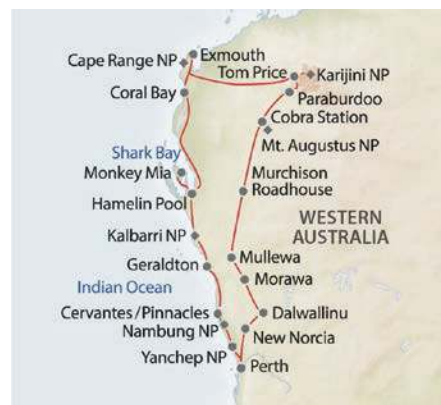 Exmouth
Cape Range NP
Tom Price
Karijini NP
Coral Bay
Paraburdoo
Cobra Station
Mt. Augustus NP
Shark Bay
Monkey Mia
Murchison
Roadhouse
Hamelin Pool
WESTERN
AUSTRALIA
Kalbarri NP
Mullewa
Geraldton
Morawa
Indian Ocean
Cervantes/Pinnacles
Dalwallinu
Nambung NP
New Norcia
Yanchep NP
Perth